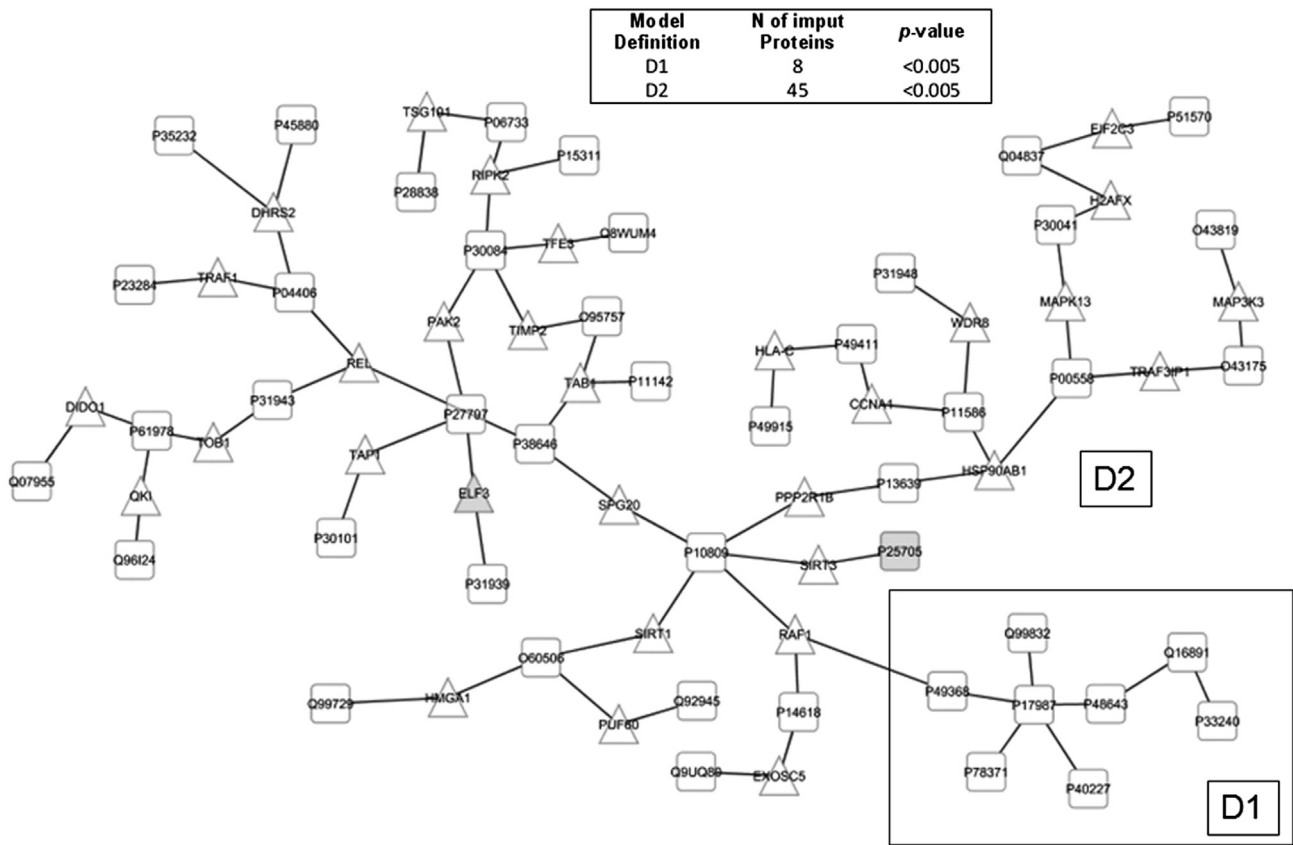 Model Definition N of imput Proteins p-value
D1 8 <0.005
D2 45 <0.005
P35232
P45880
TSG101
P06733
P15311
RIPK2
P28838
DHRS2
P30084
TFE3
Q8WUM4
P23284
TRAF1
P04406
PAK2
TIMP2
O95757
REL
TAB1
P11142
P31943
DIDO1
P61978
TOB1
P27797
P38646
TAP1
Q07955
QKI
ELF3
SPG20
P30101
Q96I24
P31939
EIF2C3
P51570
Q04837
H2AFX
P30041
O43819
P31948
MAPK13
MAP3K3
WDR8
HLA-C
P49411
P00558
TRAF3IP1
O43175
CCNA1
P11586
P49915
HSP90AB1
D2
P13639
PPP2R1B
P10809
P25705
SIRT3
SIRT1
RAF1
O60506
Q99729
HMGA1
Q92945
PUF60
P14618
Q9UQ80
EXOSC5
Q99832
Q16891
P49368
P17987
P48643
P33240
P78371
P40227
D1